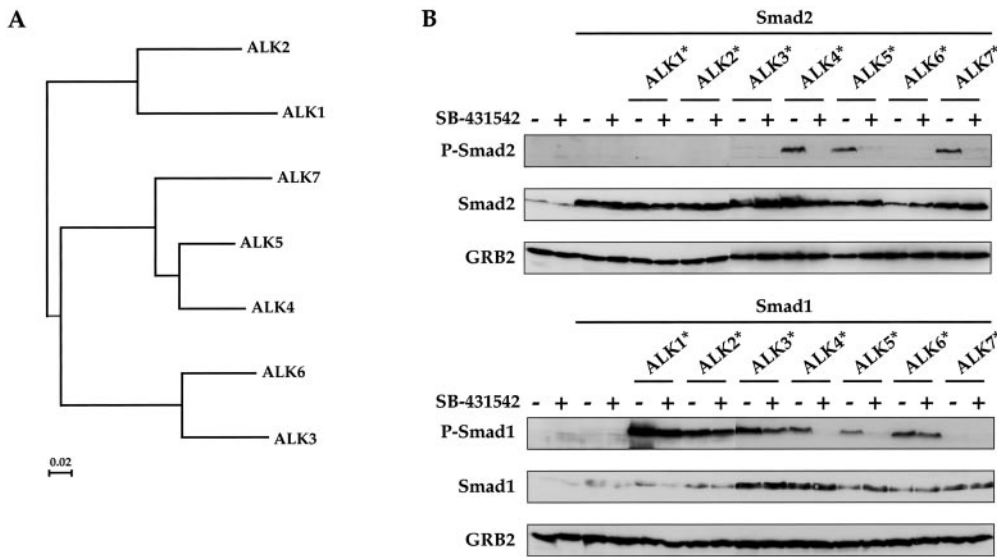 A
ALK2
ALK1
ALK7
ALK5
ALK4
ALK6
ALK3
0.02
B
Smad2
ALK1* ALK2* ALK3* ALK4* ALK5* ALK6* ALK7*
SB-431542 - + - + - + - + - + - + - + - + - +
P-Smad2
Smad2
GRB2
Smad1
ALK1* ALK2* ALK3* ALK4* ALK5* ALK6* ALK7*
SB-431542 - + - + - + - + - + - + - + - + - +
P-Smad1
Smad1
GRB2